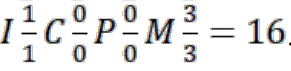 I 1/1 C 0/0 P 0/0 M 3/3 = 16.